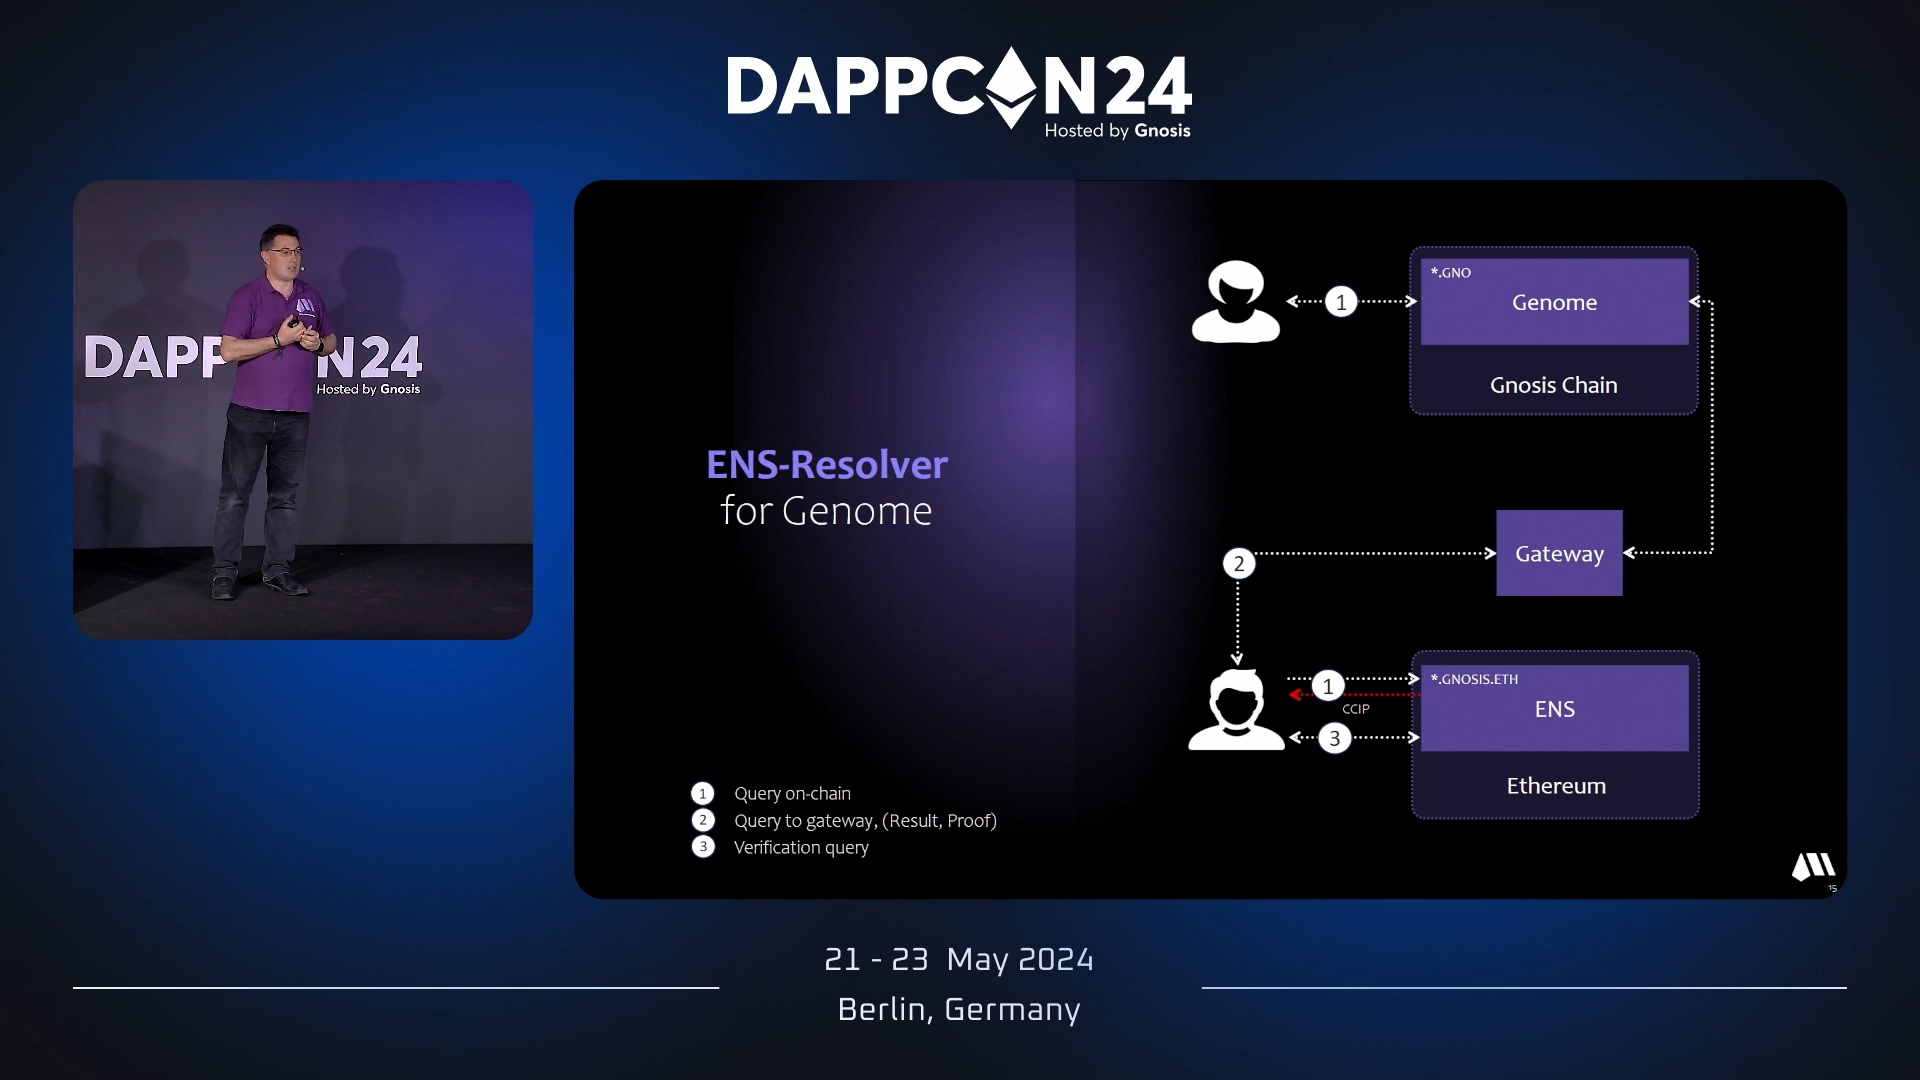 DAPPCON24
Hosted by Gnosis
DAPP N24
Hosted by Gnosis
ENS-Resolver
for Genome
1 Query on-chain
2 Query to gateway, (Result, Proof)
3 Verification query
1
*.GNO
Genome
Gnosis Chain
2
Gateway
1
CCIP
3
*.GNOSIS.ETH
ENS
Ethereum
15
21 - 23 May 2024
Berlin, Germany